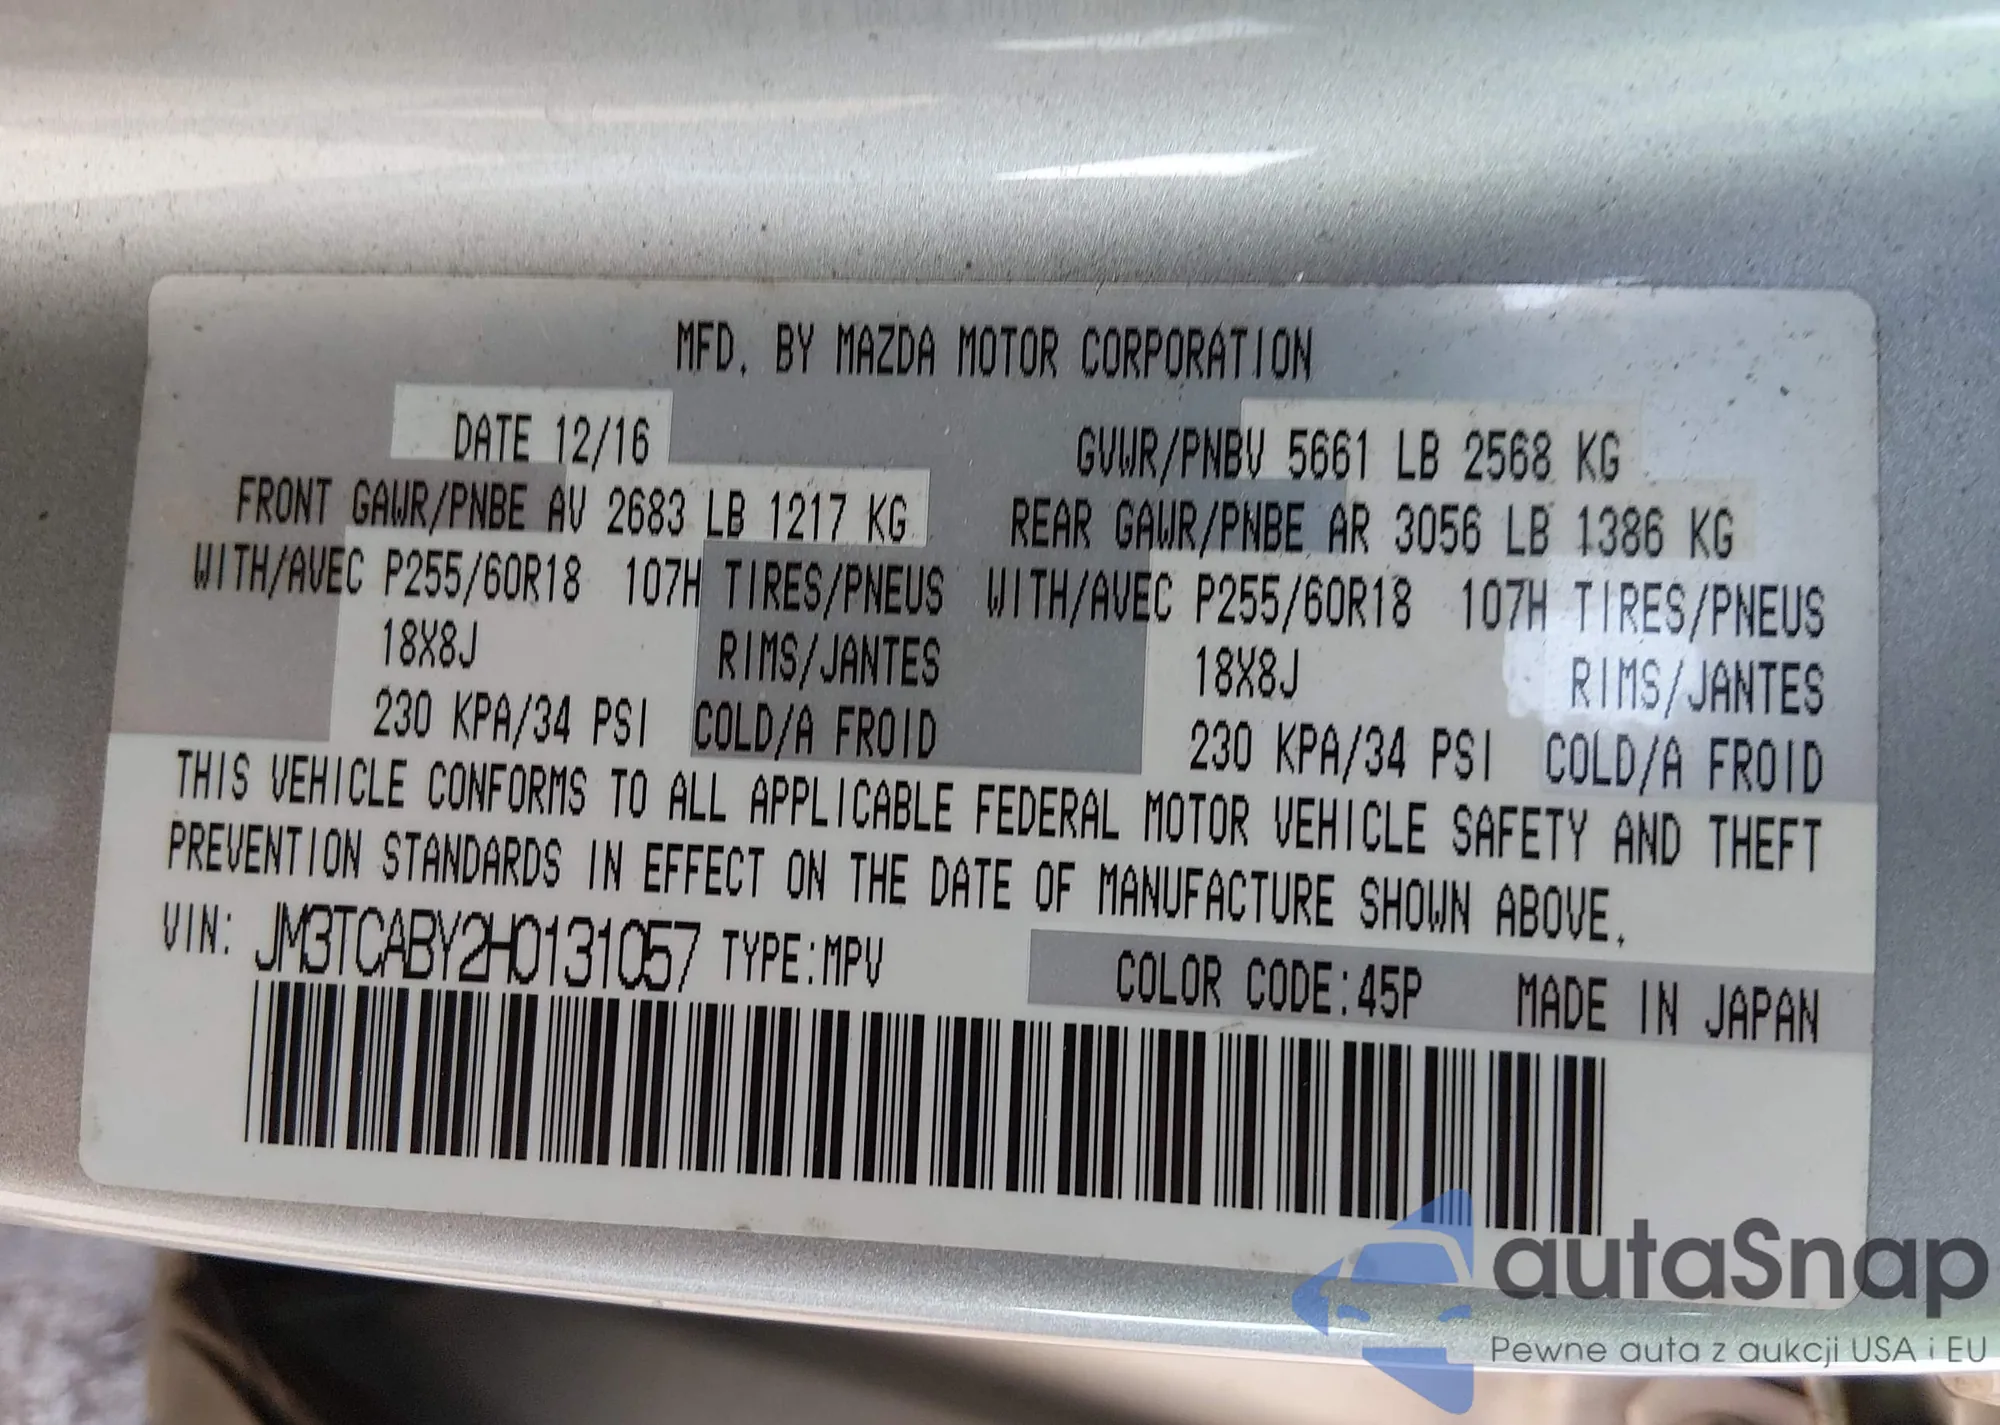 MFD. BY MAZDA MOTOR CORPORATION
DATE 12/16 GVWR/PNBV 5661 LB 2568 KG
FRONT GAWR/PNBE AV 2683 LB 1217 KG REAR GAWR/PNBE AR 3056 LB 1386 KG
WITH/AVEC P255/60R18 107H TIRES/PNEUS WITH/AVEC P255/60R18 107H TIRES/PNEUS
18X8J RIMS/JANTES 18X8J RIMS/JANTES
230 KPA/34 PSI COLD/A FROID 230 KPA/34 PSI COLD/A FROID
THIS VEHICLE CONFORMS TO ALL APPLICABLE FEDERAL MOTOR VEHICLE SAFETY AND THEFT
PREVENTION STANDARDS IN EFFECT ON THE DATE OF MANUFACTURE SHOWN ABOVE.
VIN: JM3TCABY2H0131057 TYPE:MPV COLOR CODE:45P MADE IN JAPAN
autaSnap
Pewne auta z aukcji USA i EU